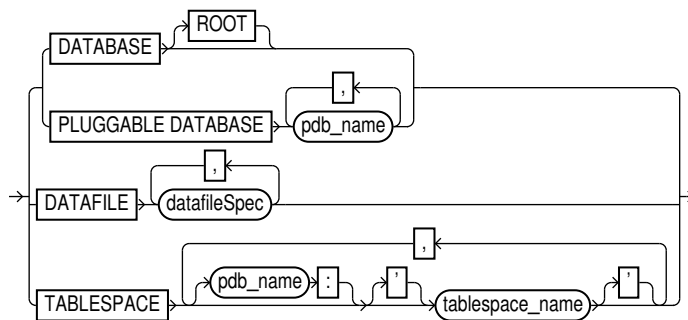 ROOT
DATABASE
,
PLUGGABLE DATABASE pdb_name
,
DATAFILE datafileSpec
,
pdb_name : ’ ’
TABLESPACE tablespace_name